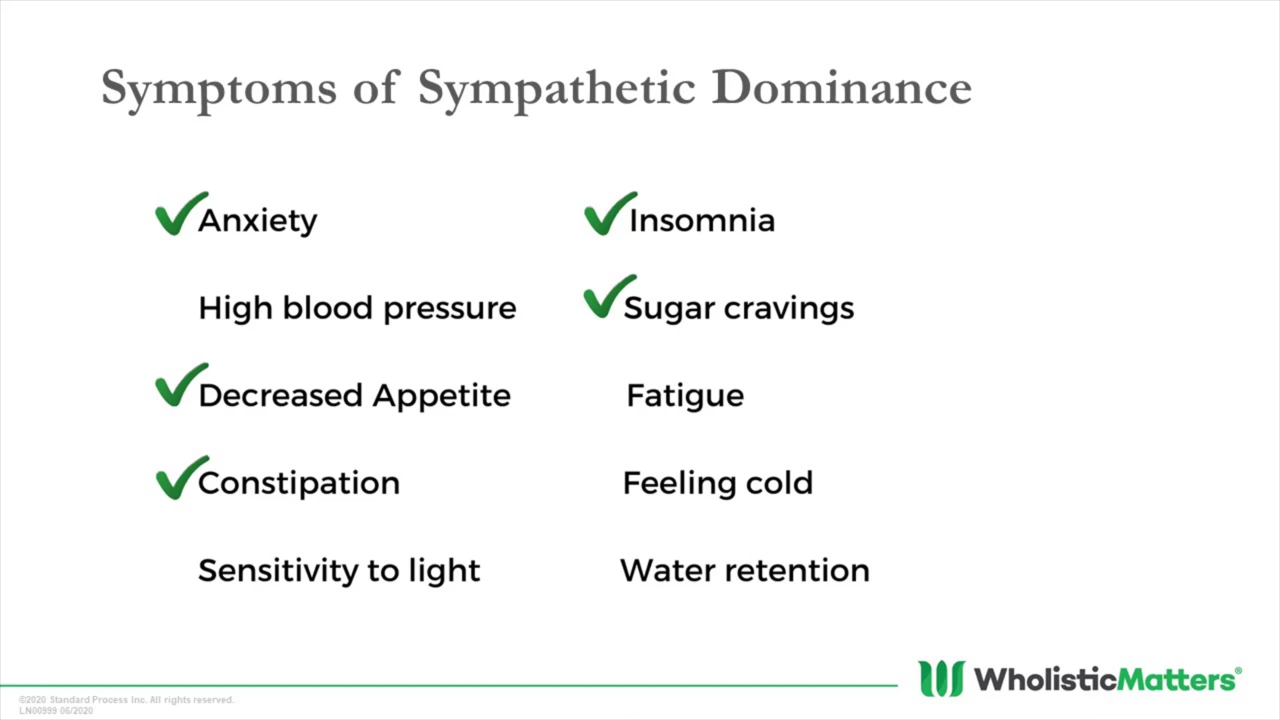 Symptoms of Sympathetic Dominance
Anxiety
High blood pressure
Decreased Appetite
Constipation
Sensitivity to light
Insomnia
Sugar cravings
Fatigue
Feeling cold
Water retention
©2020 Standard Process Inc. All rights reserved.
LN00999 06/2020
WholisticMatters®